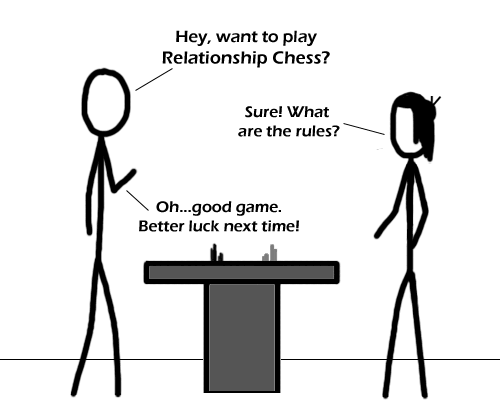 Hey, want to play
Relationship Chess?
Sure! What
are the rules?
Oh...good game.
Better luck next time!